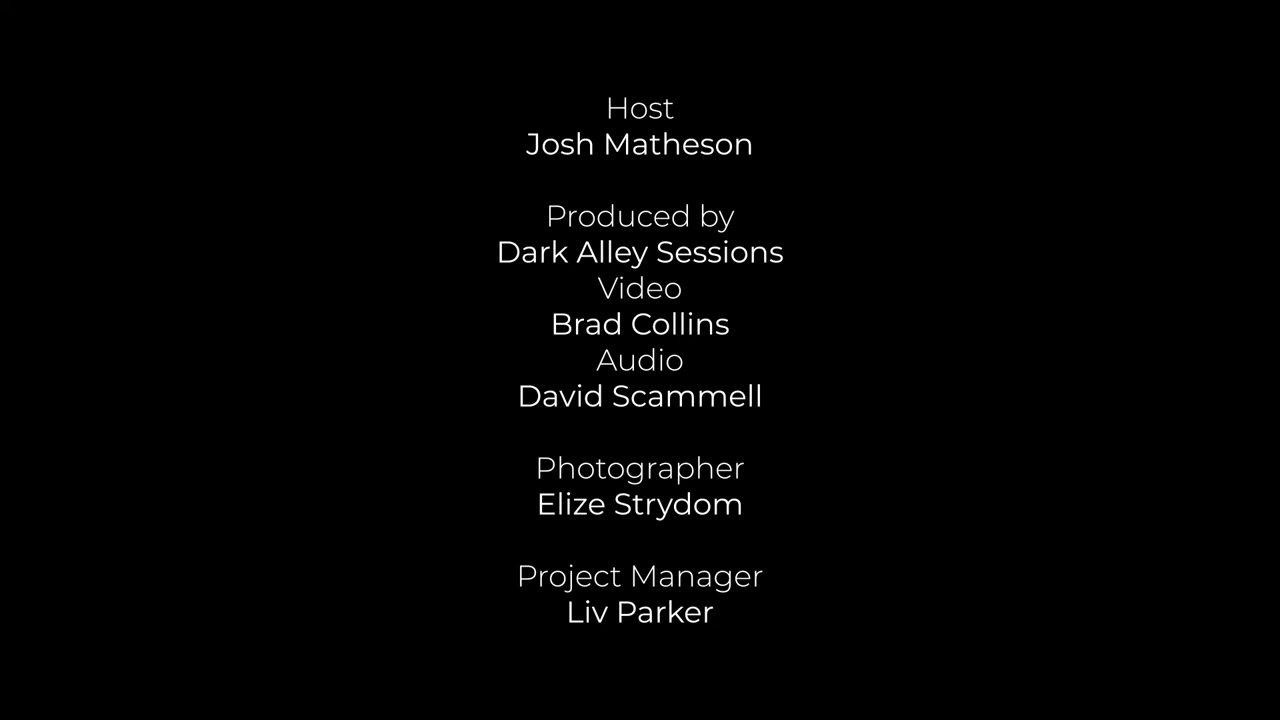 Host
Josh Matheson
Produced by
Dark Alley Sessions
Video
Brad Collins
Audio
David Scammell
Photographer
Elize Strydom
Project Manager
Liv Parker